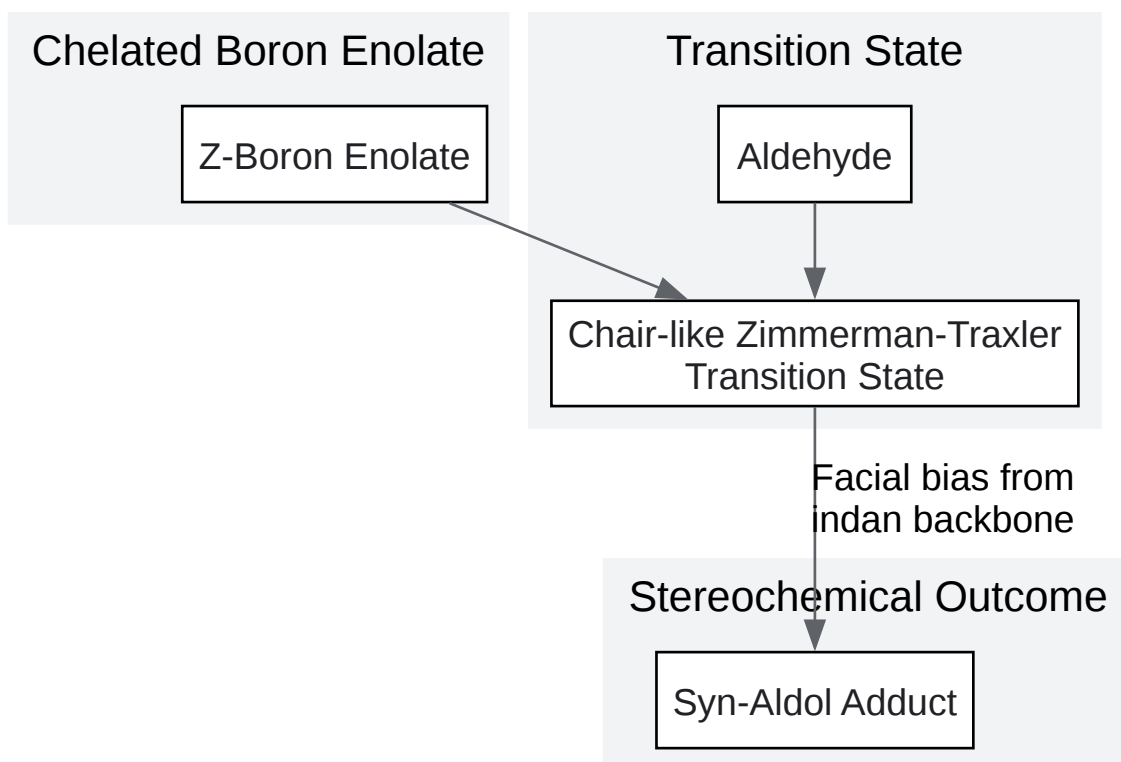 Chelated Boron Enolate
Transition State
Z-Boron Enolate
Aldehyde
Chair-like Zimmerman-Traxler
Transition State
Facial bias from
indan backbone
Stereochemical Outcome
Syn-Aldol Adduct